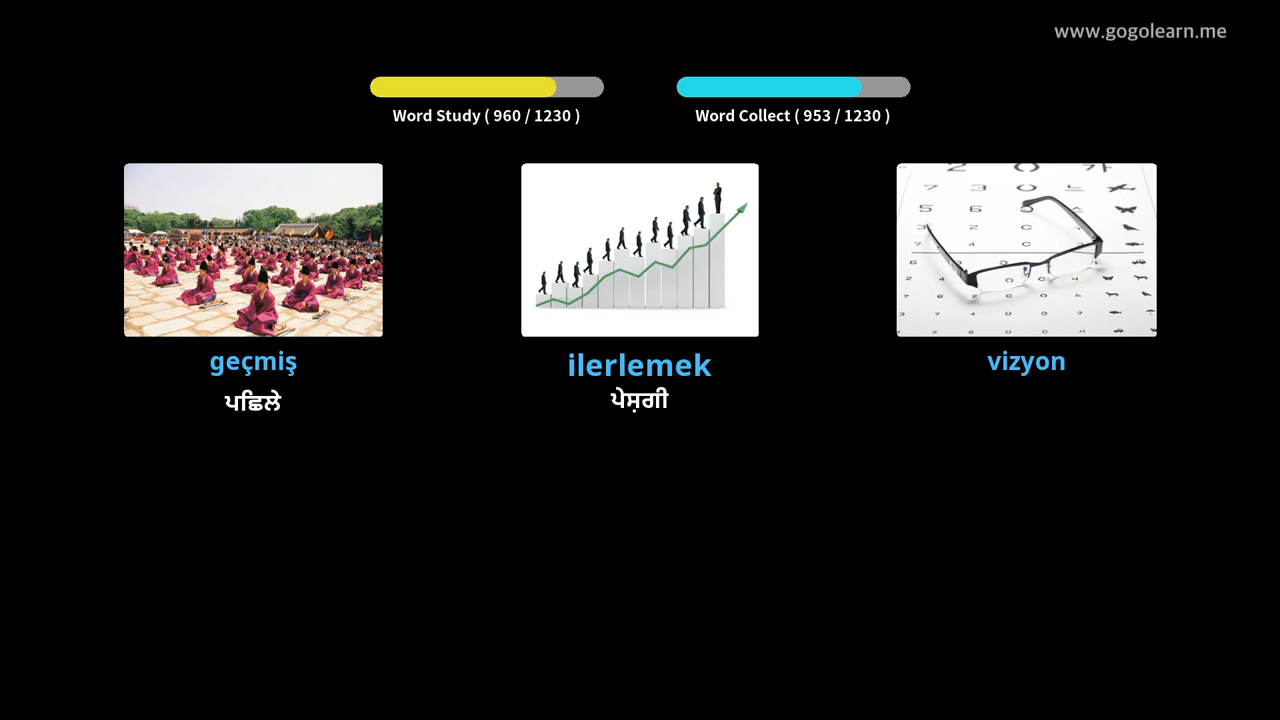 www.gogolearn.me
Word Study ( 960 / 1230 )
Word Collect ( 953 / 1230 )
geçmiş
ਪਛਿਲੇ
ilerlemek
ਪੇਸ਼ਗੀ
vizyon